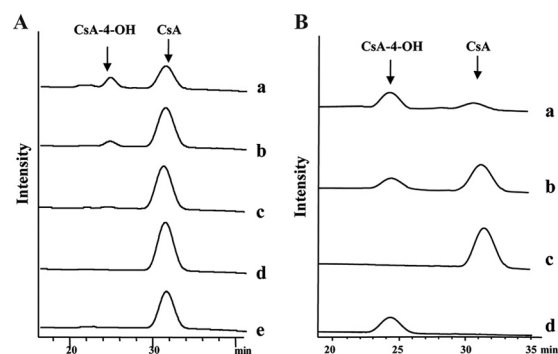 A
CsA-4-OH CsA
a
b
c
d
e
Intensity
20 30 min
B
CsA-4-OH CsA
a
b
c
d
Intensity
20 25 30 35 min